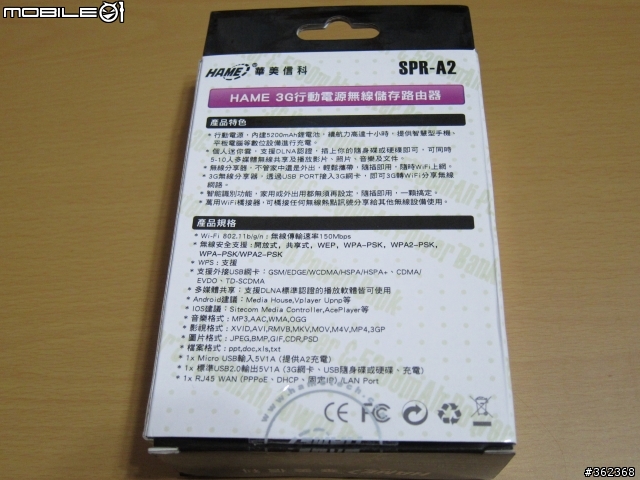 MOBILE01
HAME 華美信科 SPR-A2
HAME 3G行動電源無線儲存路由器
產品特色
* 行動電源，內建5200mAh鋰電池，續航力高達十小時，提供智慧型手機，
平板電腦等數位設備進行充電。
* 個人迷你雲，支援DLNA認證，插上你的隨身碟或硬碟即可，可同時
5-10人多媒體無線共享及播放影片、照片、音樂及文件。
* 無線分享器，不管家中還是外出，輕鬆攜帶，隨插即用，隨時WiFi上網。
* 3G無線分享器，透過USB PORT接入3G網卡，即可3G轉WiFi分享無線
網路。
* 智能識別功能，家用或外出用都無須再設定，隨插即用，一顆搞定。
* 萬用WiFi橋接器，可橋接任何無線熱點訊號分享給其他無線設備使用。
產品規格
* Wi-Fi 802.11b/g/n : 無線傳輸速率150Mbps
* 無線安全支援 : 開放式，共享式，WEP，WPA-PSK，WPA2-PSK，
WPA-PSK/WPA2-PSK
* WPS : 支援
* 支援外接USB網卡 : GSM/EDGE/WCDMA/HSPA/HSPA+、CDMA/
EVDO、TD-SCDMA
* 多媒體共享 : 支援DLNA標準認證的播放軟體皆可使用
* Android建議 : Media House,Vplayer Upnp等
* IOS建議 : Sitecom Media Controller,AcePlayer等
* 音樂格式 : MP3,AAC,WMA,OGG
* 影視格式 : XVID,AVI,RMVB,MKV,MOV,M4V,MP4,3GP
* 圖片格式 : JPEG,BMP,GIF,CDR,PSD
* 檔案格式 : ppt,doc,xls,txt
* 1x Micro USB輸入5V1A (提供A2充電)
* 1x 標準USB2.0輸出5V1A (3G網卡、USB隨身碟或硬碟、充電)
* 1x RJ45 WAN (PPPoE、DHCP、固定IP) /LAN Port
CE FC
#362368